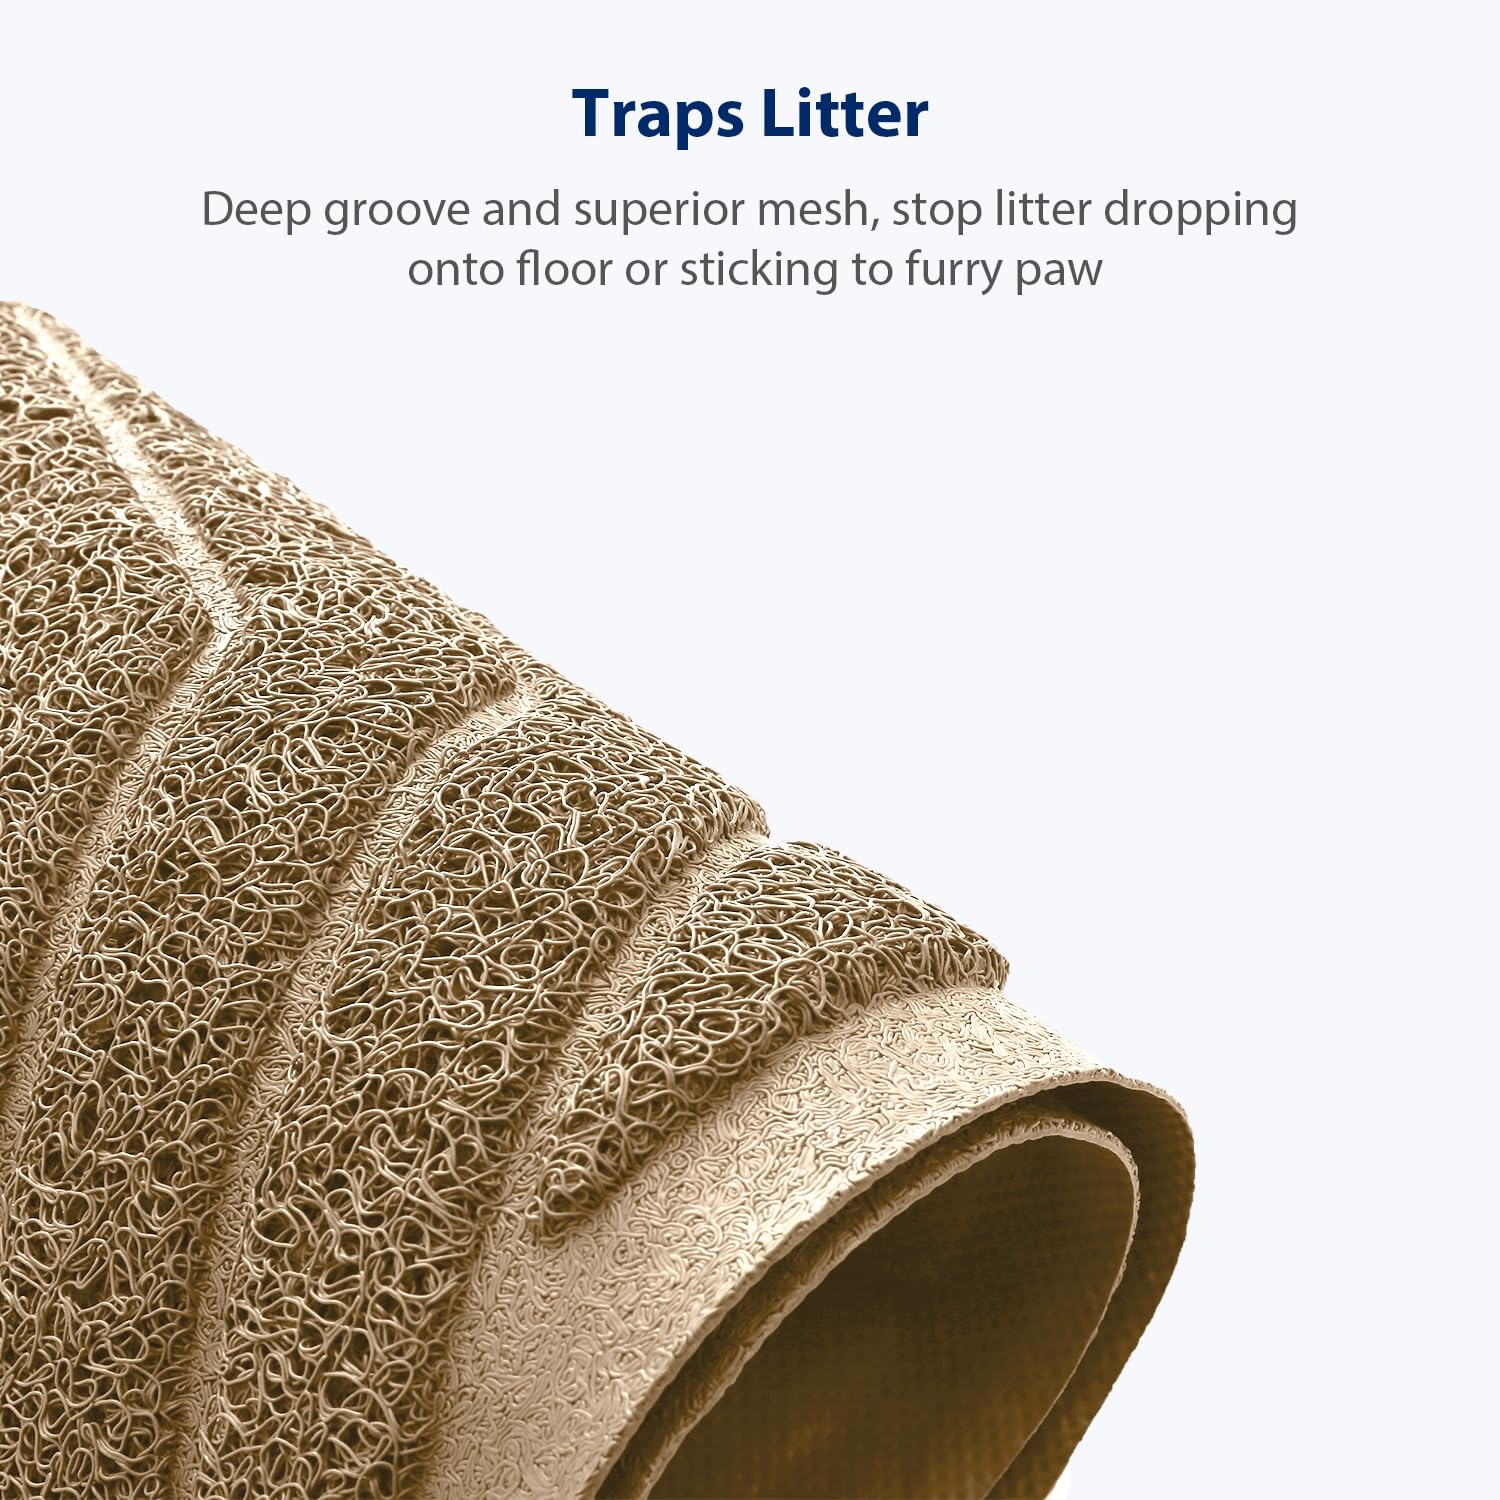 Traps Litter
Deep groove and superior mesh, stop litter dropping
onto floor or sticking to furry paw